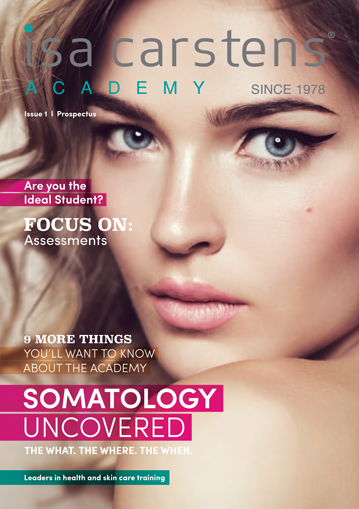 isa carstens®
ACADEMY SINCE 1978
Issue 1 | Prospectus
Are you the
Ideal Student?
FOCUS ON:
Assessments
9 MORE THINGS
YOU'LL WANT TO KNOW
ABOUT THE ACADEMY
SOMATOLOGY
UNCOVERED
THE WHAT. THE WHERE. THE WHEN.
Leaders in health and skin care training